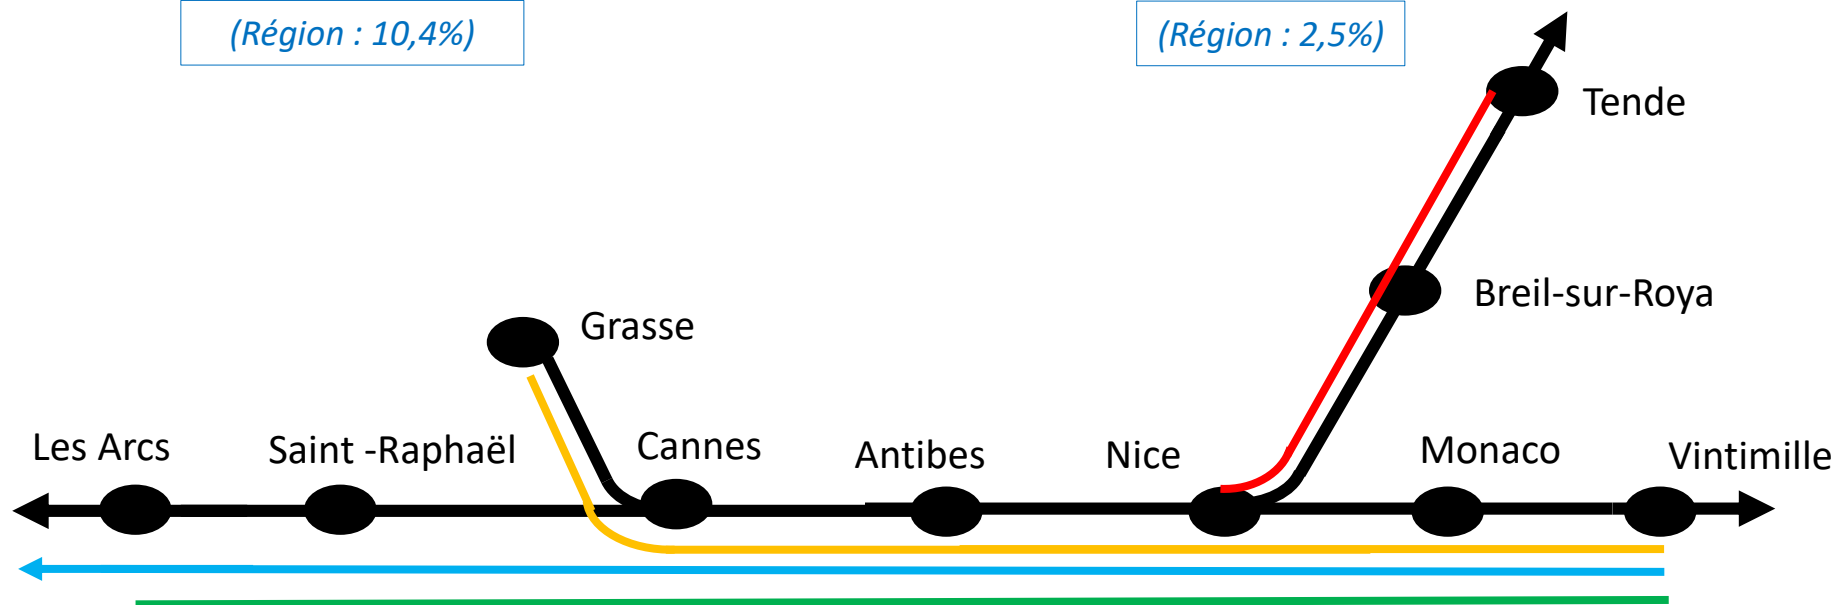 (Région : 10,4%)
(Région : 2,5%)
Tende
Breil-sur-Roya
Grasse
Les Arcs
Saint -Raphaël
Cannes
Antibes
Nice
Monaco
Vintimille